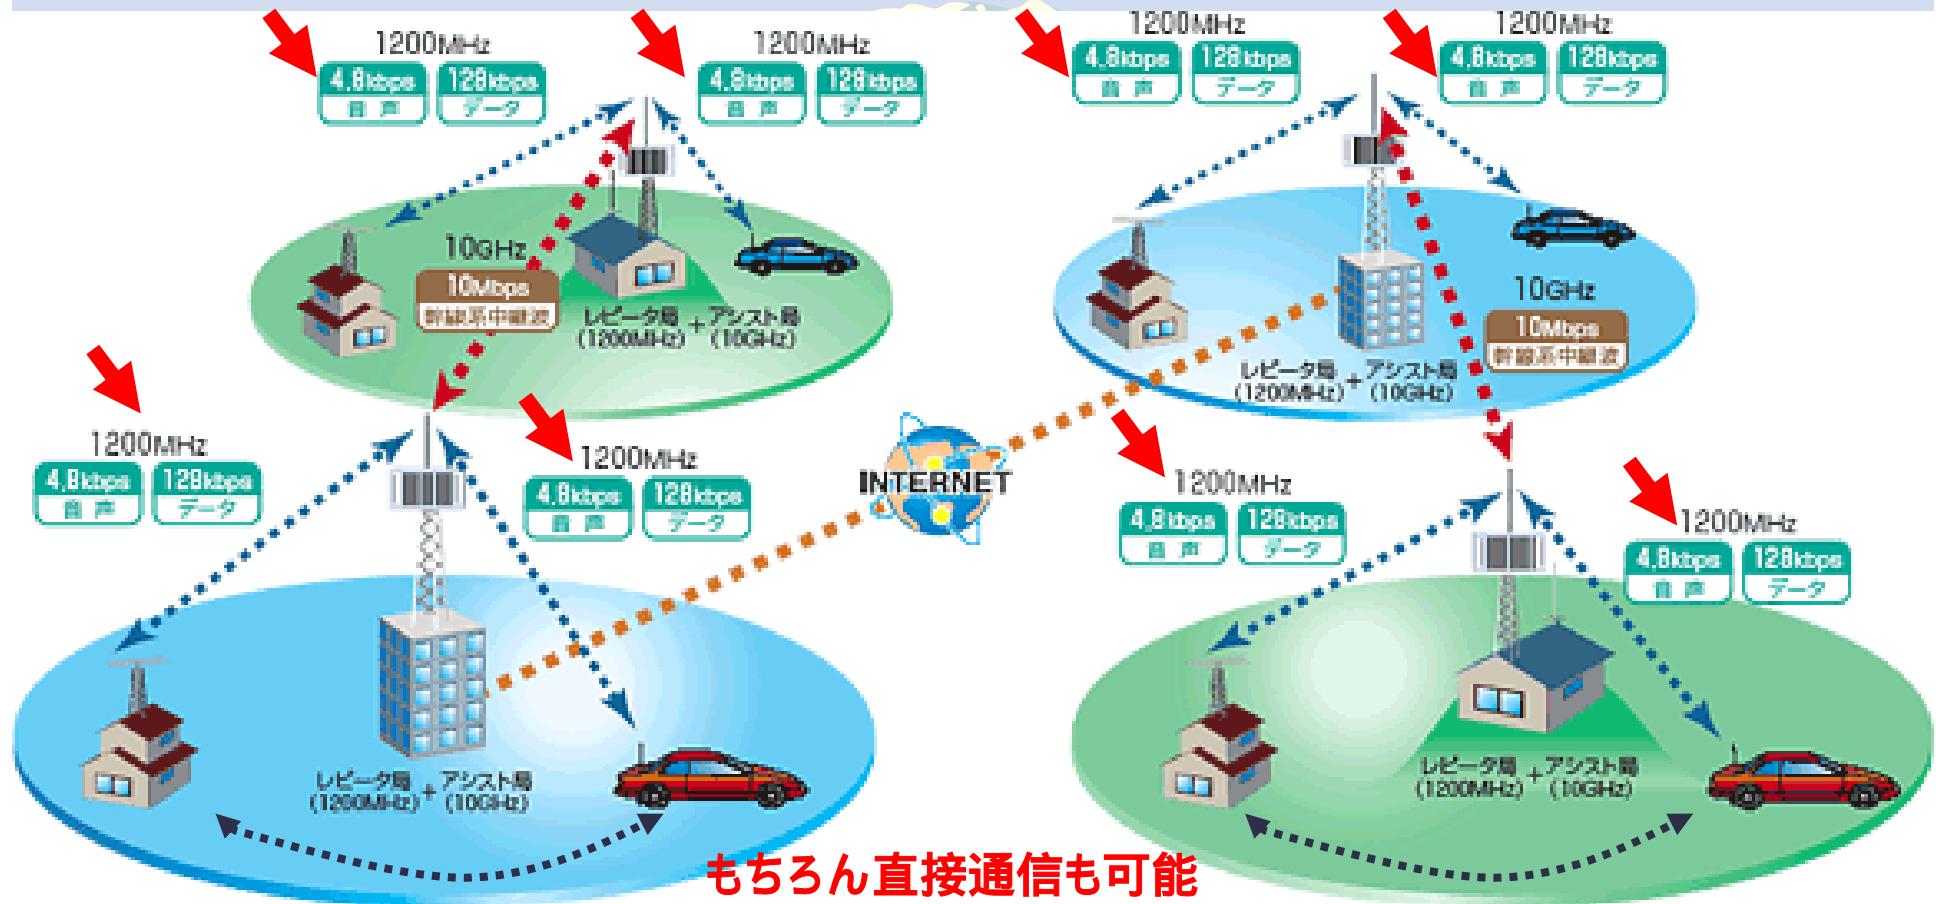 1200MHz
4.8kbps 128kbps
音声 データ
1200MHz
4.8kbps 128kbps
音声 データ
1200MHz
4.8kbps 128kbps
音声 データ
1200MHz
4.8kbps 128kbps
音声 データ
10GHz
10Mbps
幹線系中継波
レピータ局 + アシスト局
(1200MHz) (10GHz)
10GHz
10Mbps
幹線系中継波
レピータ局 + アシスト局
(1200MHz) (10GHz)
1200MHz
4.8kbps 128kbps
音声 データ
1200MHz
4.8kbps 128kbps
音声 データ
INTERNET
1200MHz
4.8kbps 128kbps
音声 データ
1200MHz
4.8kbps 128kbps
音声 データ
レピータ局 + アシスト局
(1200MHz) (10GHz)
レピータ局 + アシスト局
(1200MHz) (10GHz)
もちろん直接通信も可能